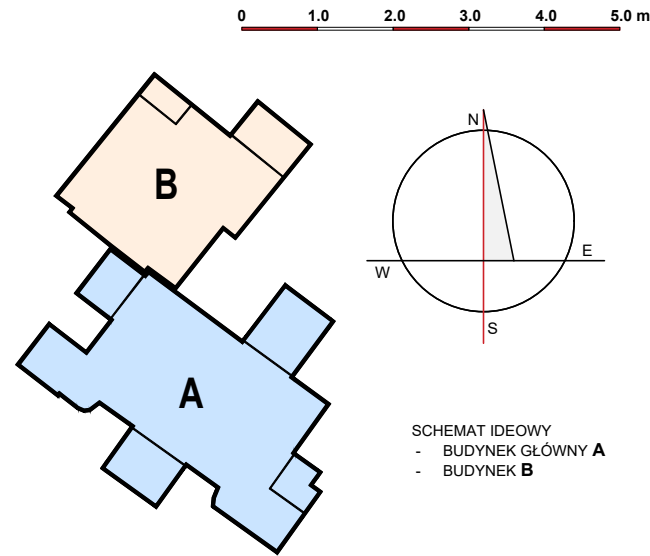 0 1.0 2.0 3.0 4.0 5.0 m
B
N
E
W
S
A
SCHEMAT IDEOWY
- BUDYNEK GŁÓWNY A
- BUDYNEK B